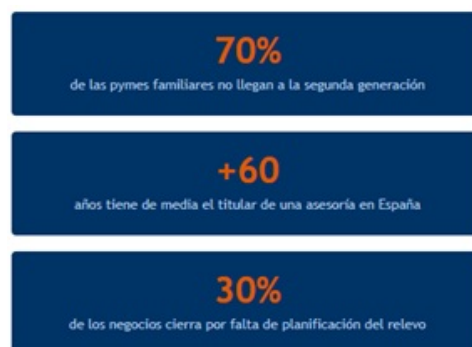 70%
de las pymes familiares no llegan a la segunda generación
+60
años tiene de media el titular de una asesoría en España
30%
de los negocios cierra por falta de planificación del relevo